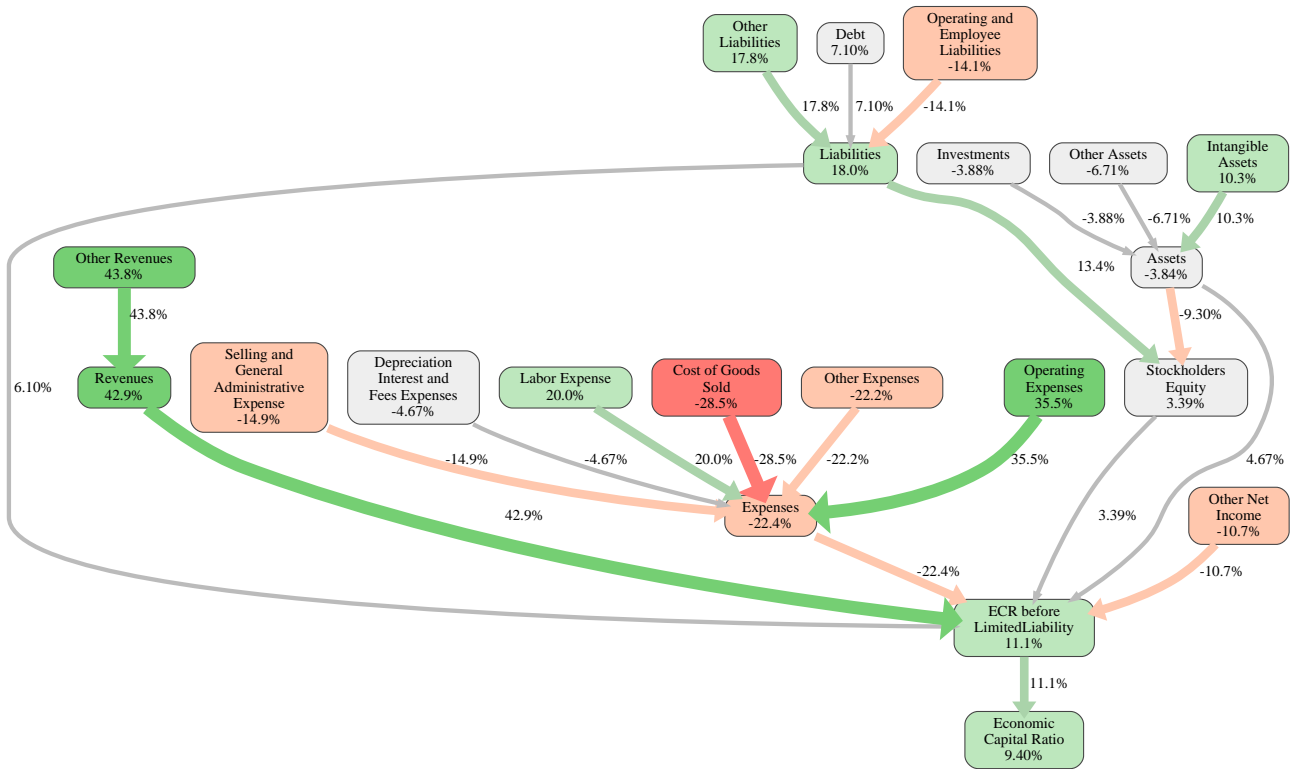 Other
Liabilities
17.8%
Debt
7.10%
Operating and
Employee
Liabilities
-14.1%
17.8%
7.10%
-14.1%
Liabilities
18.0%
Investments
-3.88%
Other Assets
-6.71%
Intangible
Assets
10.3%
-3.88%
-6.71%
10.3%
Other Revenues
43.8%
13.4%
Assets
-3.84%
43.8%
-9.30%
6.10%
Revenues
42.9%
Selling and
General
Administrative
Expense
-14.9%
Depreciation
Interest and
Fees Expenses
-4.67%
Labor Expense
20.0%
Cost of Goods
Sold
-28.5%
Other Expenses
-22.2%
Operating
Expenses
35.5%
Stockholders
Equity
3.39%
-14.9%
-4.67%
20.0%
-28.5%
-22.2%
35.5%
4.67%
42.9%
Expenses
-22.4%
3.39%
Other Net
Income
-10.7%
-22.4%
-10.7%
ECR before
LimitedLiability
11.1%
11.1%
Economic
Capital Ratio
9.40%